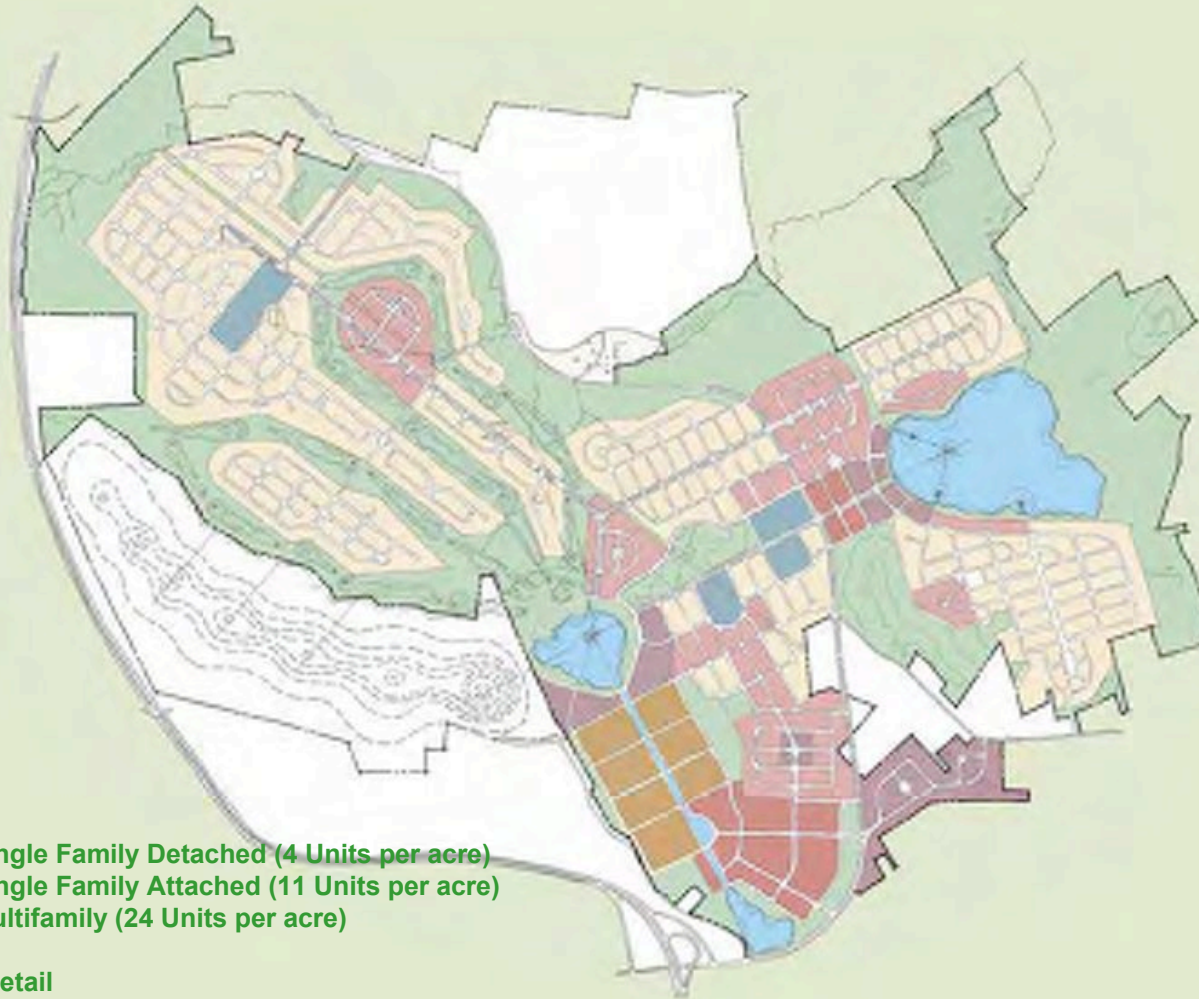 ngle Family Detached (4 Units per acre)
ngle Family Attached (11 Units per acre)
ultifamily (24 Units per acre)
etail